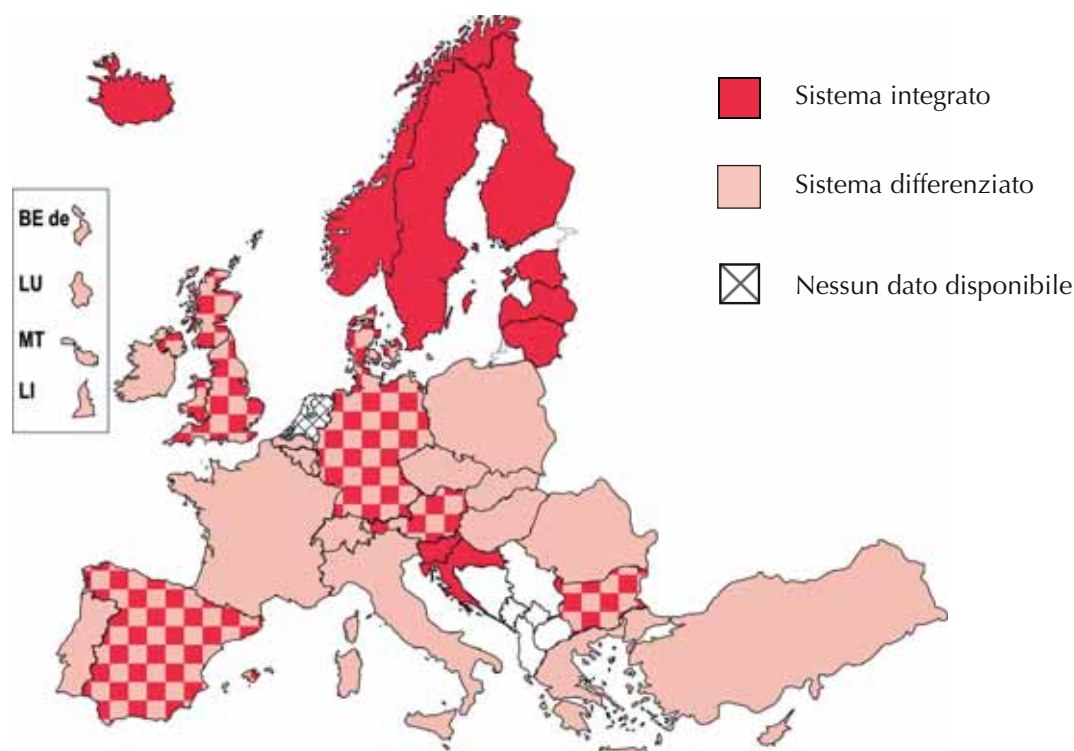 Sistema integrato
Sistema differenziato
Nessun dato disponibile
BE de
LU
MT
LI